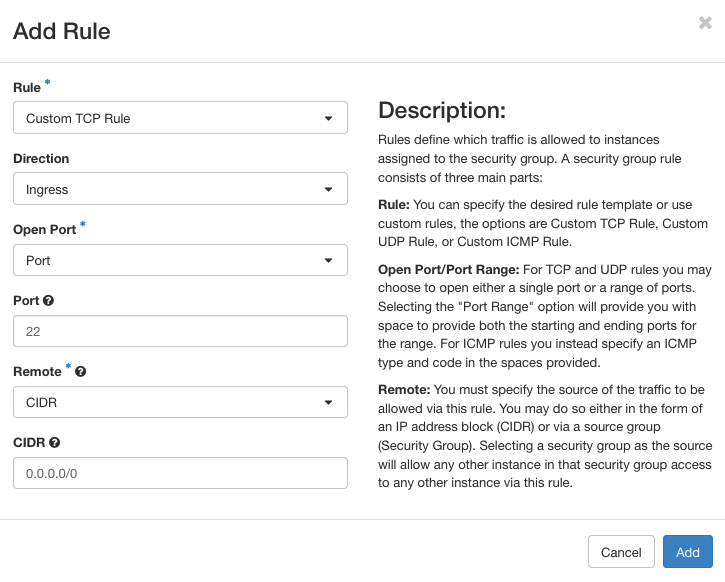 Add Rule
×
Rule *
Custom TCP Rule
Direction
Ingress
Open Port *
Port
Port
22
Remote *
CIDR
CIDR
0.0.0.0/0
Description:
Rules define which traffic is allowed to instances
assigned to the security group. A security group rule
consists of three main parts:
Rule: You can specify the desired rule template or use
custom rules, the options are Custom TCP Rule, Custom
UDP Rule, or Custom ICMP Rule.
Open Port/Port Range: For TCP and UDP rules you may
choose to open either a single port or a range of ports.
Selecting the "Port Range" option will provide you with
space to provide both the starting and ending ports for
the range. For ICMP rules you instead specify an ICMP
type and code in the spaces provided.
Remote: You must specify the source of the traffic to be
allowed via this rule. You may do so either in the form of
an IP address block (CIDR) or via a source group
(Security Group). Selecting a security group as the source
will allow any other instance in that security group access
to any other instance via this rule.
Cancel
Add